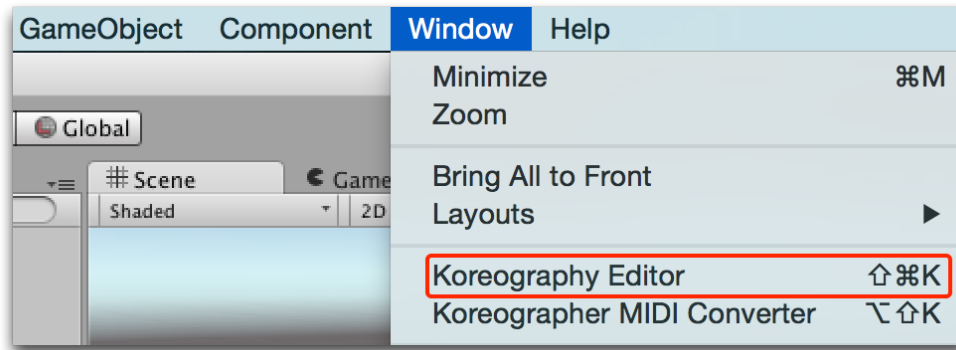 GameObject Component Window Help
Minimize ⌘M
Zoom
Global
Bring All to Front
Scene Game
Layouts ▶
Shaded 2D
Koreography Editor ⇧⌘K
Koreographer MIDI Converter ⌥⇧K